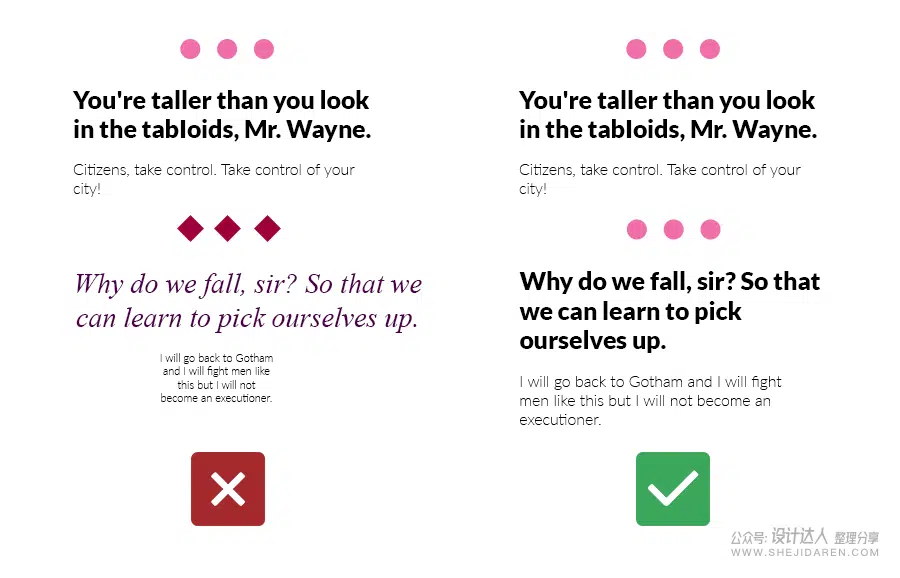 You're taller than you look
in the tabloids, Mr. Wayne.
Citizens, take control. Take control of your
city!
Why do we fall, sir? So that we
can learn to pick ourselves up.
I will go back to Gotham
and I will fight men like
this but I will not
become an executioner.
You're taller than you look
in the tabloids, Mr. Wayne.
Citizens, take control. Take control of your
city!
Why do we fall, sir? So that
we can learn to pick
ourselves up.
I will go back to Gotham and I will fight
men like this but I will not become an
executioner.
公众号: 设计达人 整理分享
WWW.SHEJIDAREN.COM